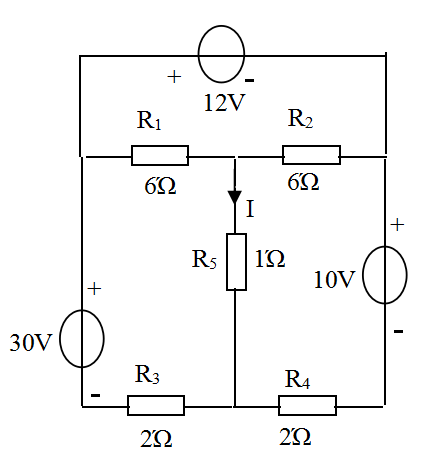 + -
12V
R₁ R₂
6Ω 6Ω
I
+
R₅ 1Ω
10V
+
-
30V
R₃ R₄
-
2Ω 2Ω